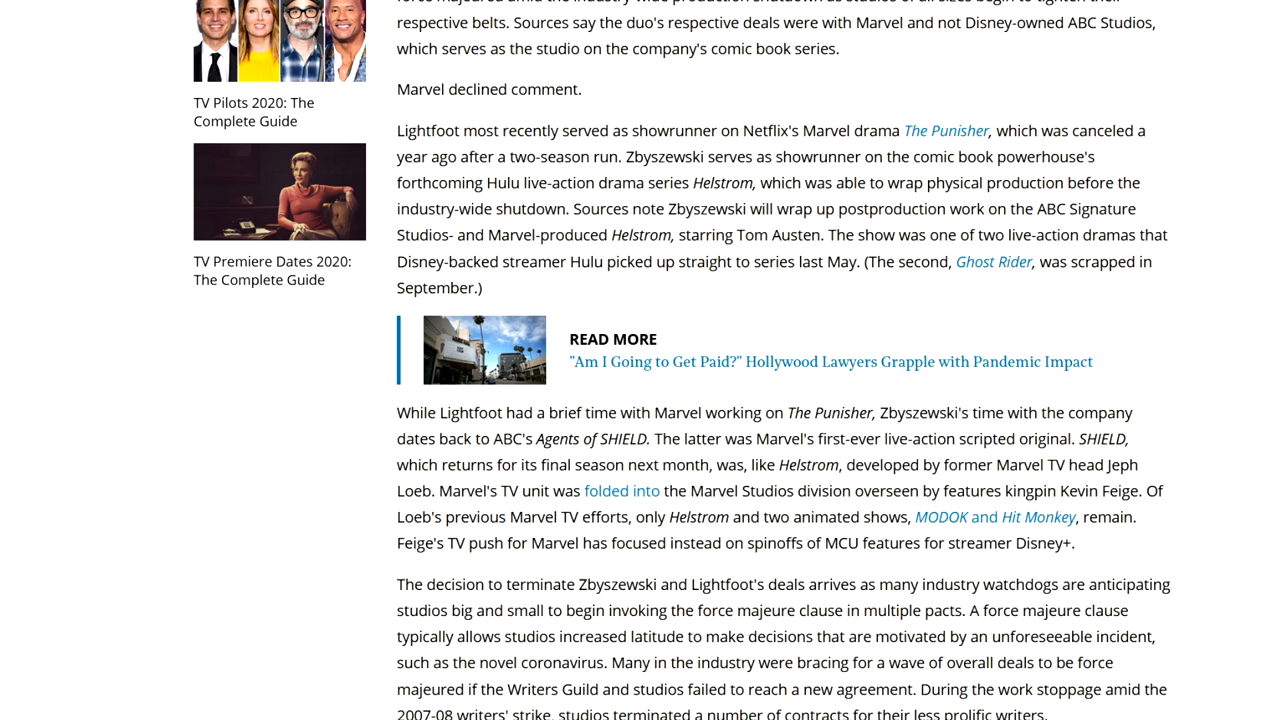 force majeured amid the industry-wide production shutdown as studios of all sizes begin to tighten their
respective belts. Sources say the duo's respective deals were with Marvel and not Disney-owned ABC Studios,
which serves as the studio on the company's comic book series.
Marvel declined comment.
TV Pilots 2020: The
Complete Guide
Lightfoot most recently served as showrunner on Netflix's Marvel drama The Punisher, which was canceled a
year ago after a two-season run. Zbyszewski serves as showrunner on the comic book powerhouse's
forthcoming Hulu live-action drama series Helstrom, which was able to wrap physical production before the
industry-wide shutdown. Sources note Zbyszewski will wrap up postproduction work on the ABC Signature
Studios- and Marvel-produced Helstrom, starring Tom Austen. The show was one of two live-action dramas that
Disney-backed streamer Hulu picked up straight to series last May. (The second, Ghost Rider, was scrapped in
September.)
TV Premiere Dates 2020:
The Complete Guide
READ MORE
"Am I Going to Get Paid?" Hollywood Lawyers Grapple with Pandemic Impact
While Lightfoot had a brief time with Marvel working on The Punisher, Zbyszewski's time with the company
dates back to ABC's Agents of SHIELD. The latter was Marvel's first-ever live-action scripted original. SHIELD,
which returns for its final season next month, was, like Helstrom, developed by former Marvel TV head Jeph
Loeb. Marvel's TV unit was folded into the Marvel Studios division overseen by features kingpin Kevin Feige. Of
Loeb's previous Marvel TV efforts, only Helstrom and two animated shows, MODOK and Hit Monkey, remain.
Feige's TV push for Marvel has focused instead on spinoffs of MCU features for streamer Disney+.
The decision to terminate Zbyszewski and Lightfoot's deals arrives as many industry watchdogs are anticipating
studios big and small to begin invoking the force majeure clause in multiple pacts. A force majeure clause
typically allows studios increased latitude to make decisions that are motivated by an unforeseeable incident,
such as the novel coronavirus. Many in the industry were bracing for a wave of overall deals to be force
majeured if the Writers Guild and studios failed to reach a new agreement. During the work stoppage amid the
2007-08 writers' strike, studios terminated a number of contracts for their less prolific writers.